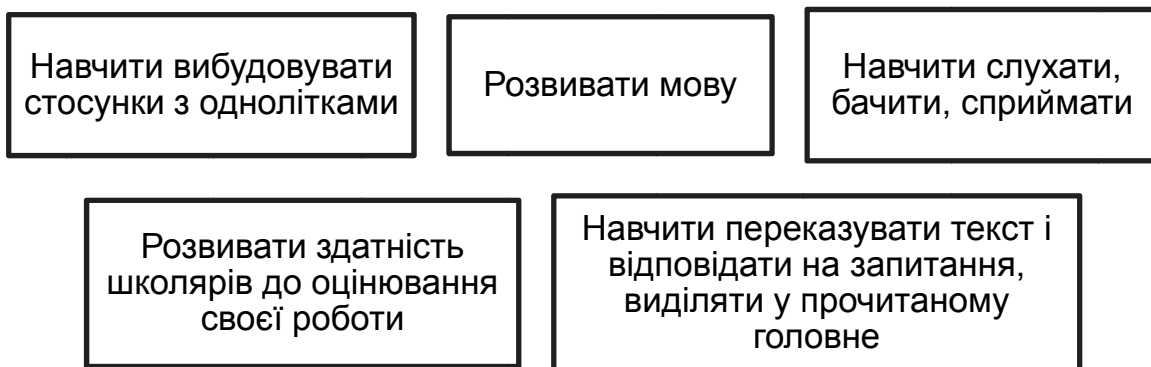 Навчити вибудовувати
стосунки з однолітками
Розвивати мову
Навчити слухати,
бачити, сприймати
Розвивати здатність
школярів до оцінювання
своєї роботи
Навчити переказувати текст і
відповідати на запитання,
виділяти у прочитаному
головне